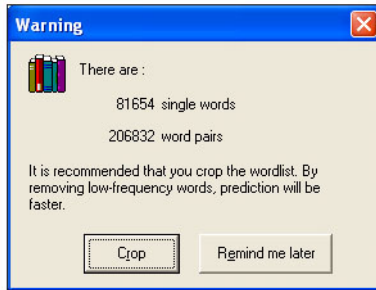 Warning
There are :
81654 single words
206832 word pairs
It is recommended that you crop the wordlist. By
removing low-frequency words, prediction will be
faster.
Crop
Remind me later